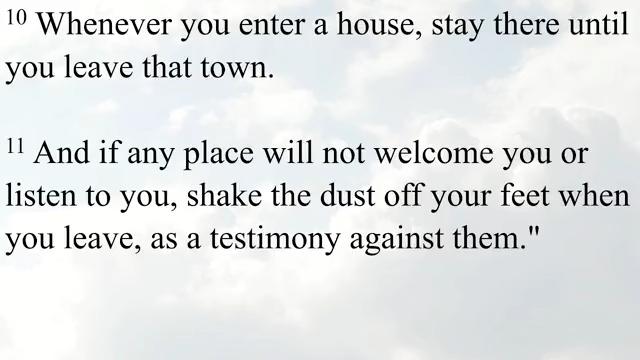 10 Whenever you enter a house, stay there until
you leave that town.
11 And if any place will not welcome you or
listen to you, shake the dust off your feet when
you leave, as a testimony against them."